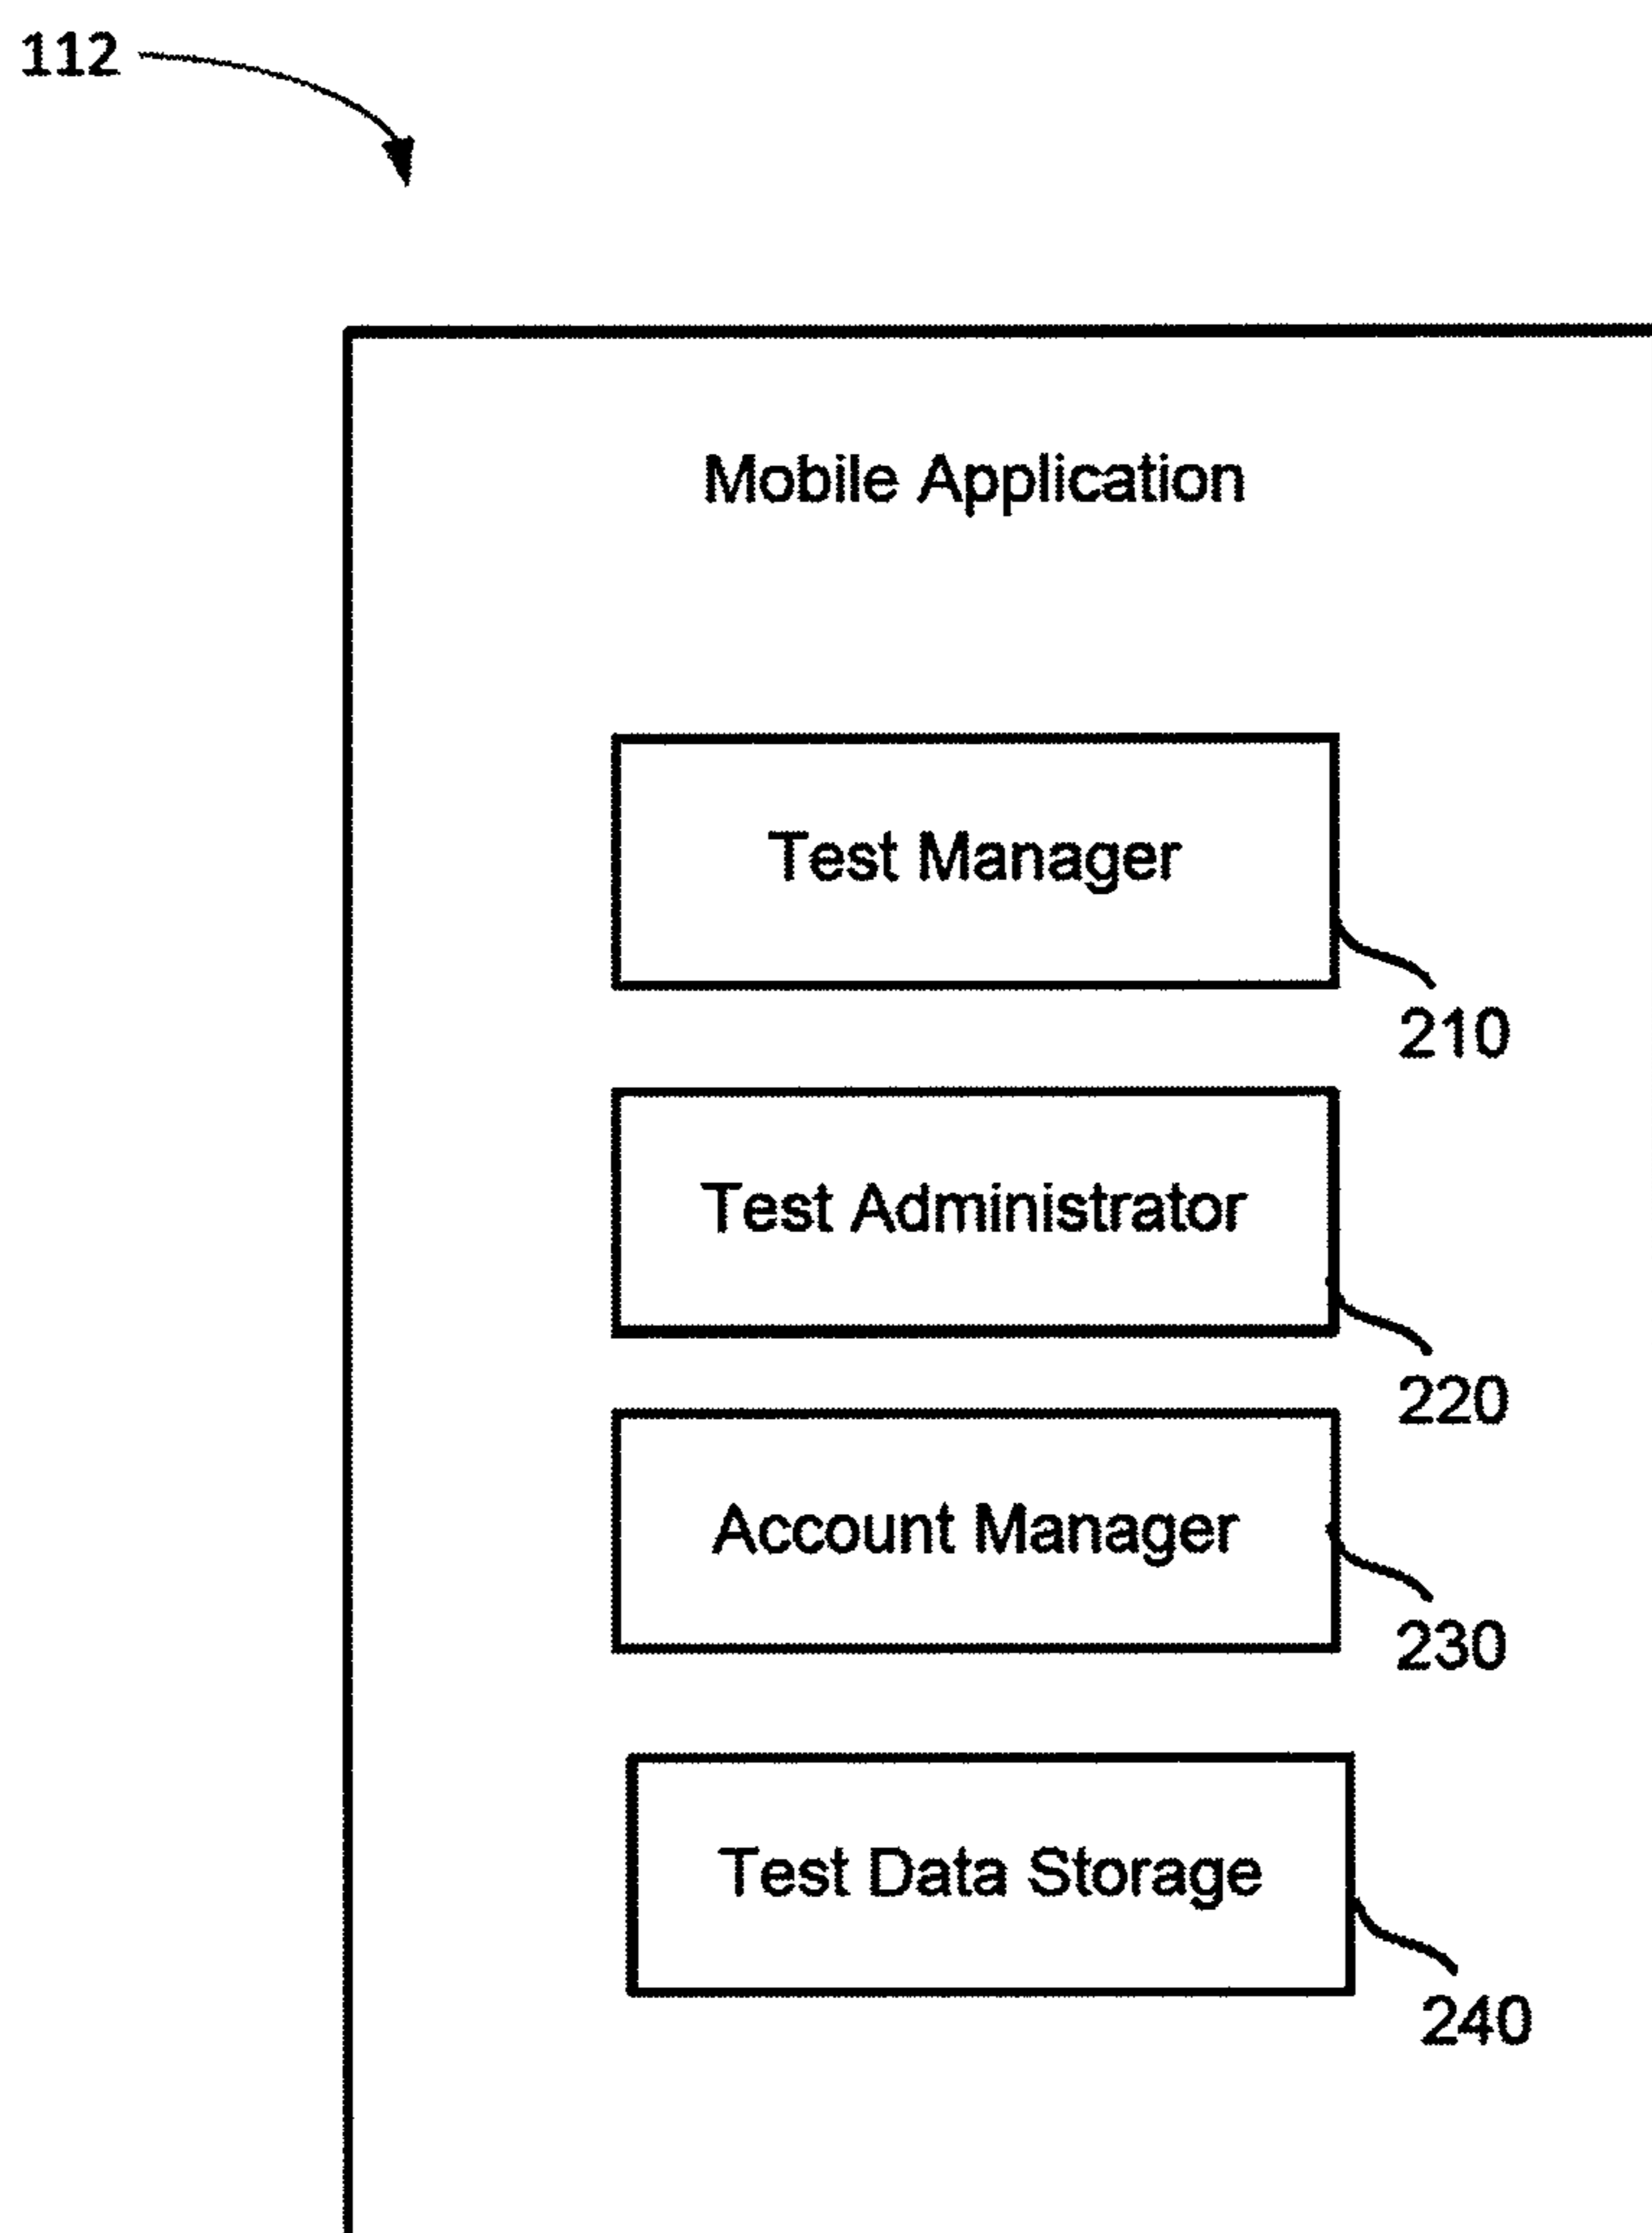 112
Mobile Application
Test Manager
210
Test Administrator
220
Account Manager
230
Test Data Storage
240